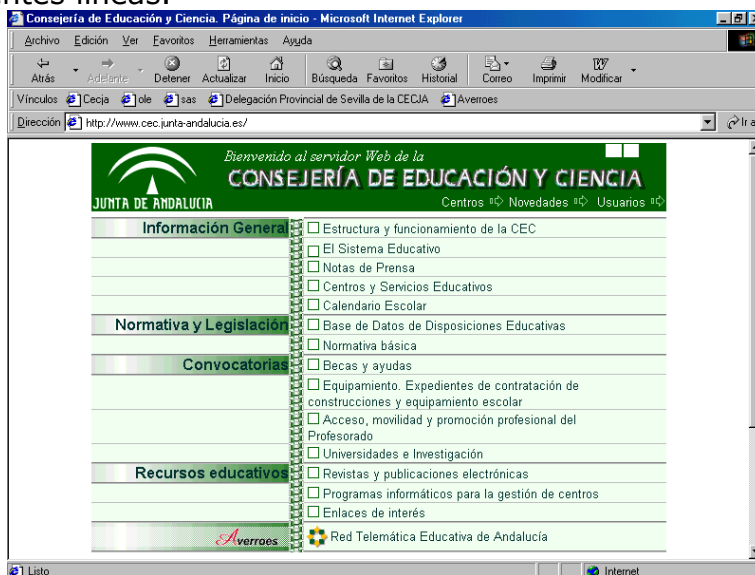 Consejería de Educación y Ciencia. Página de inicio - Microsoft Internet Explorer
Archivo Edición Ver Favoritos Herramientas Ayuda
Atrás Adelante Detener Actualizar Inicio Búsqueda Favoritos Historial Correo Imprimir Modificar
Vínculos Cecja ole sas Delegación Provincial de Sevilla de la CECJA Averroes
Dirección http://www.cec.junta-andalucia.es/ Ir a
Bienvenido al servidor Web de la
CONSEJERÍA DE EDUCACIÓN Y CIENCIA
JUNTA DE ANDALUCIA Centros Novedades Usuarios
Información General Estructura y funcionamiento de la CEC
El Sistema Educativo
Notas de Prensa
Centros y Servicios Educativos
Calendario Escolar
Normativa y Legislación Base de Datos de Disposiciones Educativas
Normativa básica
Convocatorias Becas y ayudas
Equipamiento. Expedientes de contratación de
construcciones y equipamiento escolar
Acceso, movilidad y promoción profesional del
Profesorado
Universidades e Investigación
Recursos educativos Revistas y publicaciones electrónicas
Programas informáticos para la gestión de centros
Enlaces de interés
Averroes Red Telemática Educativa de Andalucía
Listo Internet